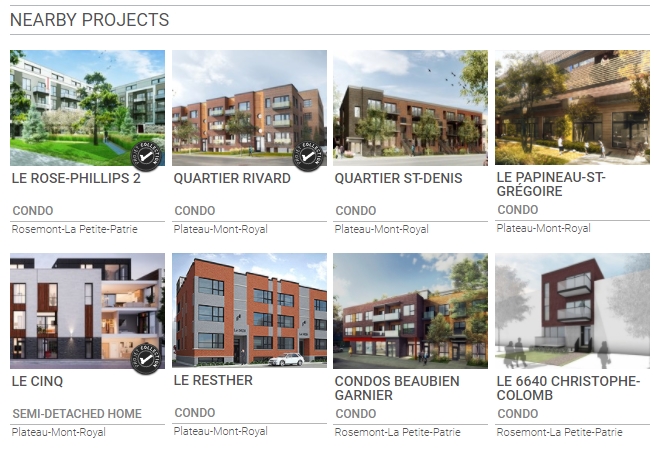 NEARBY PROJECTS
LE ROSE-PHILLIPS 2
CONDO
Rosemont-La Petite-Patrie
QUARTIER RIVARD
CONDO
Plateau-Mont-Royal
QUARTIER ST-DENIS
CONDO
Plateau-Mont-Royal
LE PAPINEAU-ST-
GRÉGOIRE
CONDO
Plateau-Mont-Royal
LE CINQ
SEMI-DETACHED HOME
Plateau-Mont-Royal
LE RESTHER
CONDO
Plateau-Mont-Royal
CONDOS BEAUBIEN
GARNIER
CONDO
Rosemont-La Petite-Patrie
LE 6640 CHRISTOPHE-
COLOMB
CONDO
Rosemont-La Petite-Patrie